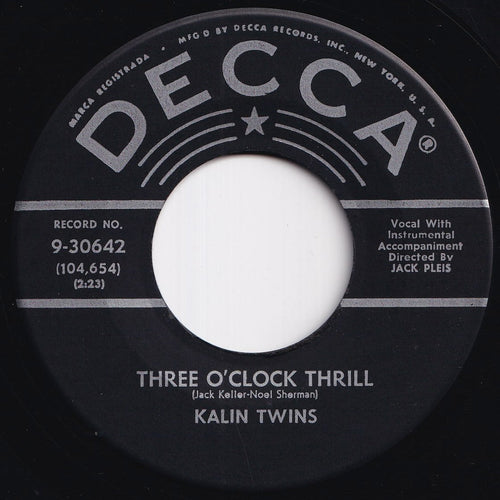 MARCA REGISTRADA • MFG'D BY DECCA RECORDS, INC., NEW YORK, U. S. A.
DECCA®
RECORD NO.
9-30642
(104,654)
(2:23)
Vocal With
Instrumental
Accompaniment
Directed By
JACK PLEIS
THREE O'CLOCK THRILL
(Jack Keller-Noel Sherman)
KALIN TWINS